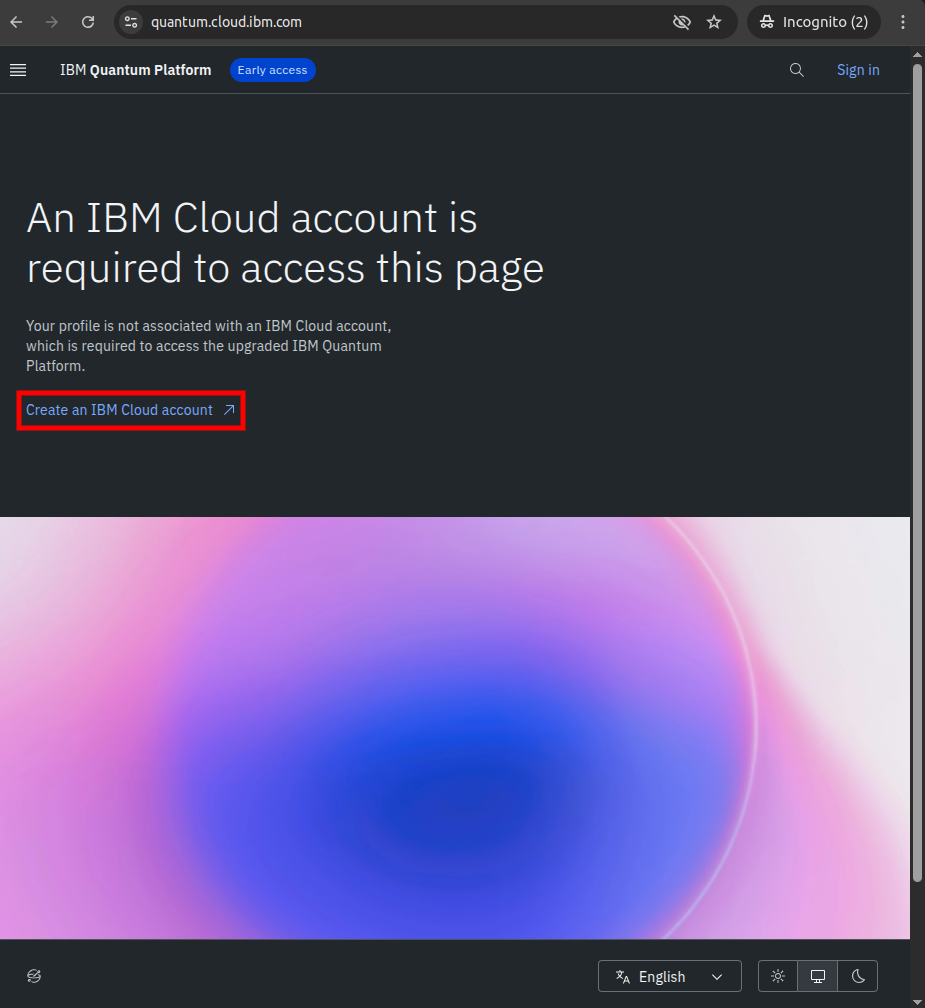 quantum.cloud.ibm.com
Incognito (2)
IBM Quantum Platform
Early access
Sign in
An IBM Cloud account is
required to access this page
Your profile is not associated with an IBM Cloud account,
which is required to access the upgraded IBM Quantum
Platform.
Create an IBM Cloud account
English